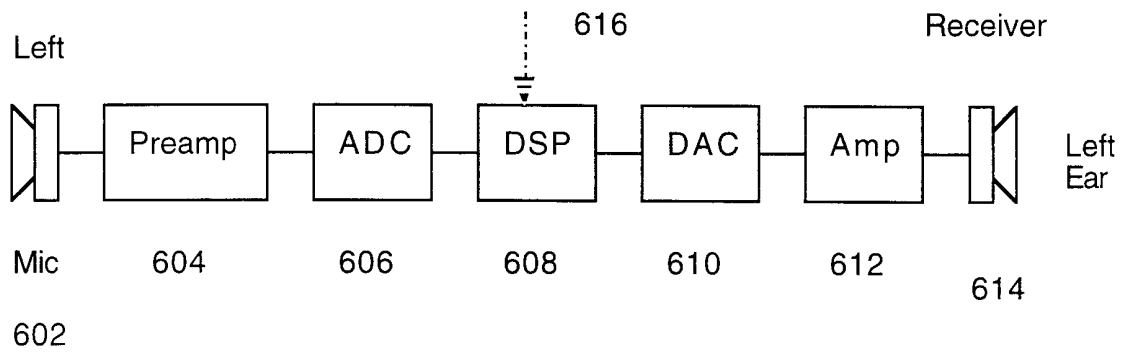 Left
616
Receiver
Preamp
ADC
DSP
DAC
Amp
Left
Ear
Mic
604
606
608
610
612
614
602